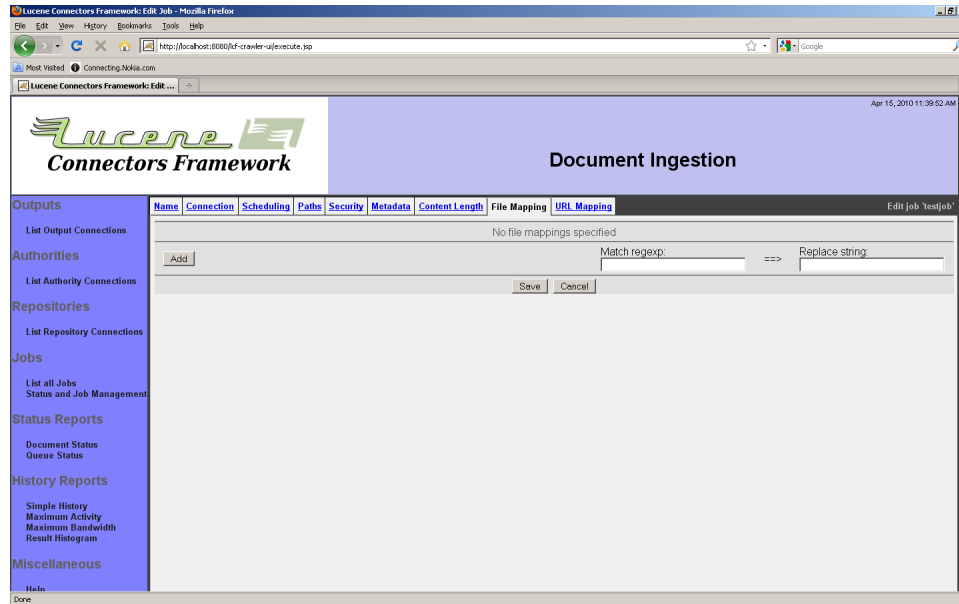 Lucene Connectors Framework: Edit Job - Mozilla Firefox
File Edit View History Bookmarks Tools Help
http://localhost:8080/lcf-crawler-ui/execute.jsp
Google
Most Visited Connecting.Nokia.com
Lucene Connectors Framework: Edit ...
Apr 15, 2010 11:39:52 AM
Lucene
Connectors Framework
Document Ingestion
Outputs
List Output Connections
Authorities
List Authority Connections
Repositories
List Repository Connections
Jobs
List all Jobs
Status and Job Management
Status Reports
Document Status
Queue Status
History Reports
Simple History
Maximum Activity
Maximum Bandwidth
Result Histogram
Miscellaneous
Help
Name Connection Scheduling Paths Security Metadata Content Length File Mapping URL Mapping Edit job 'testjob'
No file mappings specified
Add Match regexp: ==> Replace string:
Save Cancel
Done